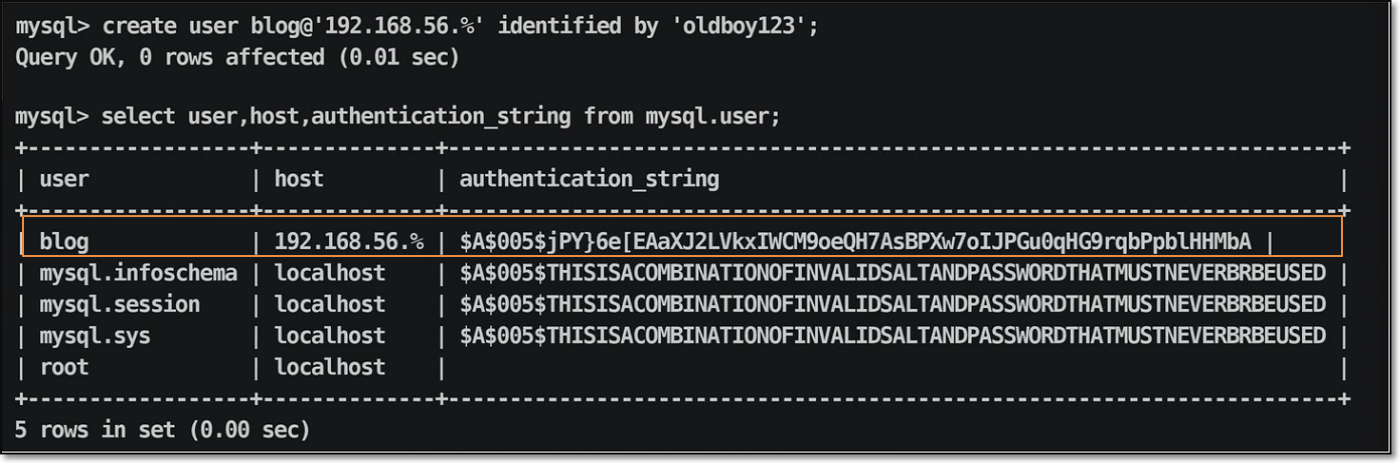 mysql> create user blog@'192.168.56.%' identified by 'oldboy123';
Query OK, 0 rows affected (0.01 sec)
mysql> select user,host,authentication_string from mysql.user;
+------------------+--------------+------------------------------------------------------------------------+
| user             | host         | authentication_string                                                  |
+------------------+--------------+------------------------------------------------------------------------+
| blog             | 192.168.56.% | $A$005$jPY}6e[EAaXJ2LVkxIWCM9oeQH7AsBPXw7oIJPGu0qHG9rqbPpblHHMbA |
| mysql.infoschema | localhost    | $A$005$THISISACOMBINATIONOFINVALIDSALTANDPASSWORDTHATMUSTNEVERBRBEUSED |
| mysql.session    | localhost    | $A$005$THISISACOMBINATIONOFINVALIDSALTANDPASSWORDTHATMUSTNEVERBRBEUSED |
| mysql.sys        | localhost    | $A$005$THISISACOMBINATIONOFINVALIDSALTANDPASSWORDTHATMUSTNEVERBRBEUSED |
| root             | localhost    |                                                                        |
+------------------+--------------+------------------------------------------------------------------------+
5 rows in set (0.00 sec)